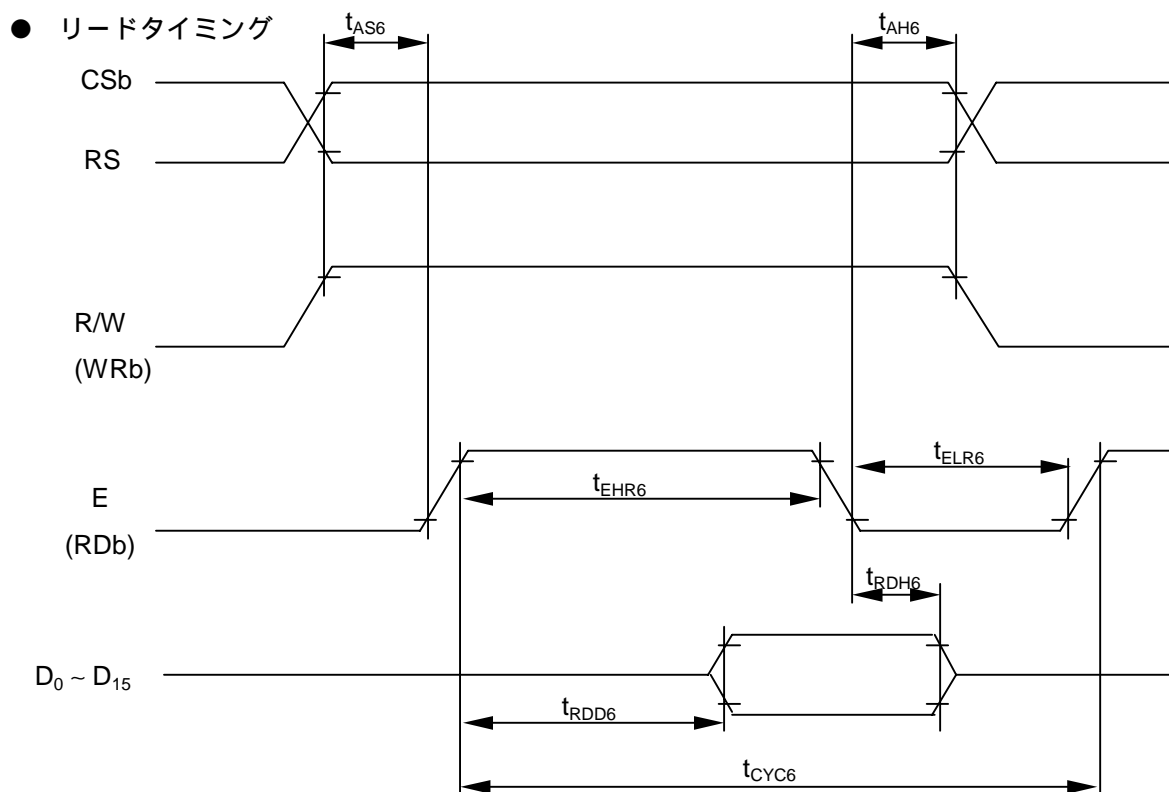 ● リードタイミング
tAS6
tAH6
CSb
RS
R/W
(WRb)
tELR6
tEHR6
E
(RDb)
tRDH6
D0 ~ D15
tRDD6
tCYC6